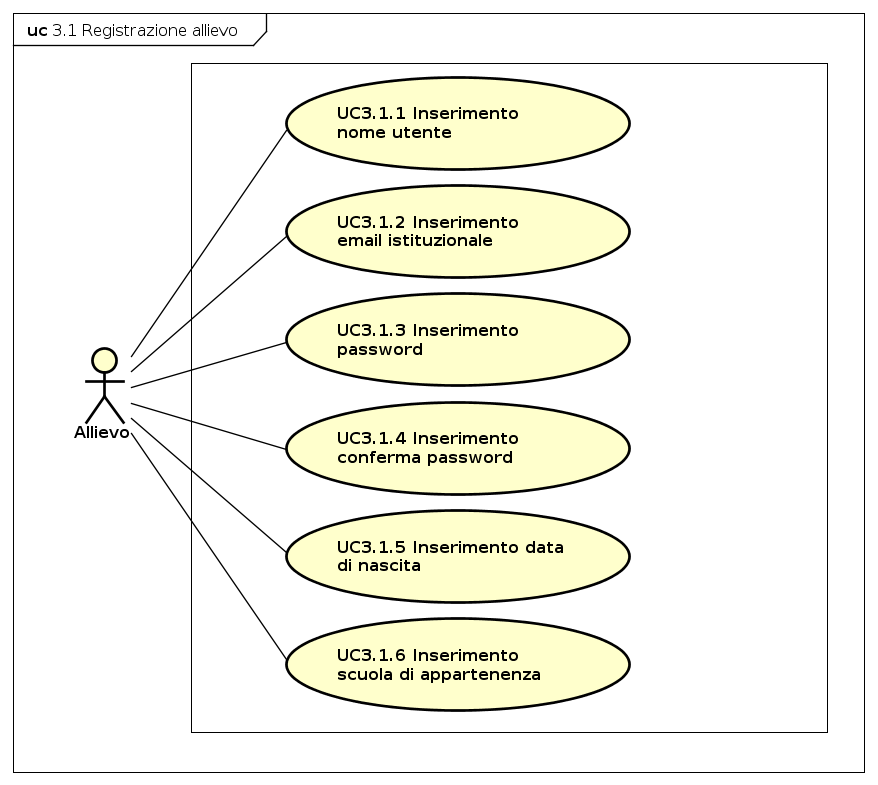 uc 3.1 Registrazione allievo
UC3.1.1 Inserimento
nome utente
UC3.1.2 Inserimento
email istituzionale
UC3.1.3 Inserimento
password
Allievo
UC3.1.4 Inserimento
conferma password
UC3.1.5 Inserimento data
di nascita
UC3.1.6 Inserimento
scuola di appartenenza